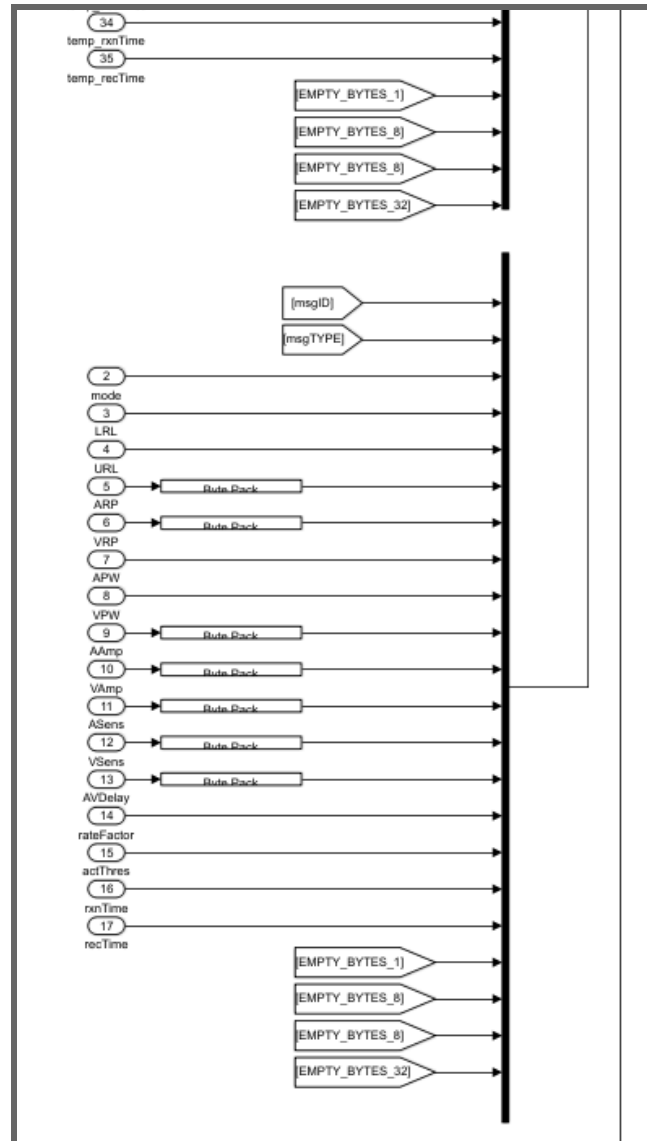 34
temp_rxnTime
35
temp_recTime
[EMPTY_BYTES_1]
[EMPTY_BYTES_8]
[EMPTY_BYTES_8]
[EMPTY_BYTES_32]
[msgID]
[msgTYPE]
2
mode
3
LRL
4
URL
5
Byte Pack
ARP
6
Byte Pack
VRP
7
APW
8
VPW
9
Byte Pack
AAmp
10
Byte Pack
VAmp
11
Byte Pack
ASens
12
Byte Pack
VSens
13
Byte Pack
AVDelay
14
rateFactor
15
actThres
16
rxnTime
17
recTime
[EMPTY_BYTES_1]
[EMPTY_BYTES_8]
[EMPTY_BYTES_8]
[EMPTY_BYTES_32]